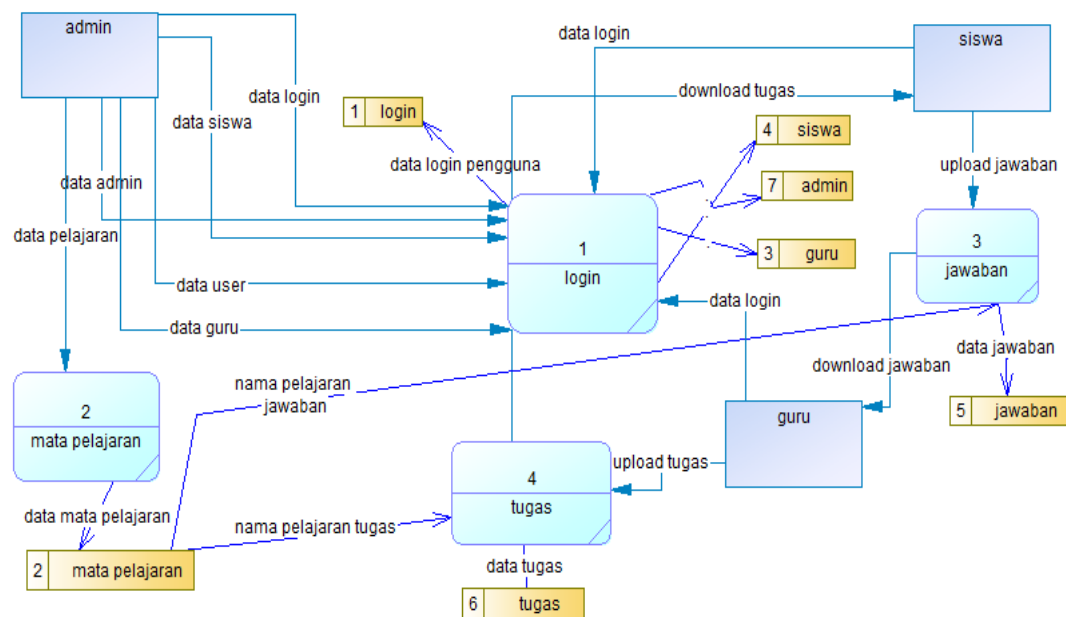 admin
siswa
data login
data login
1 login
data siswa
download tugas
4 siswa
data login pengguna
upload jawaban
data admin
7 admin
data pelajaran
1
login
3
jawaban
3 guru
data user
data login
data guru
data jawaban
download jawaban
nama pelajaran
jawaban
2
mata pelajaran
guru
5 jawaban
upload tugas
4
tugas
data mata pelajaran
nama pelajaran tugas
2 mata pelajaran
data tugas
6 tugas